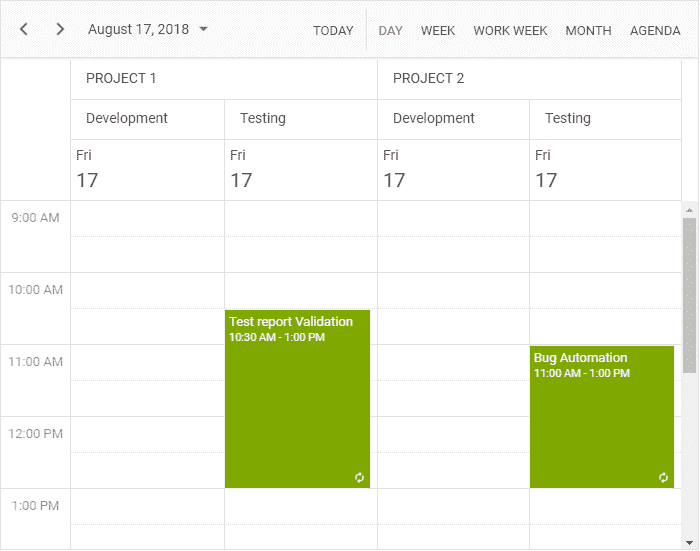 August 17, 2018 TODAY DAY WEEK WORK WEEK MONTH AGENDA
PROJECT 1 PROJECT 2
Development Testing Development Testing
Fri Fri Fri Fri
17 17 17 17
9:00 AM
10:00 AM
Test report Validation
10:30 AM - 1:00 PM
11:00 AM
Bug Automation
11:00 AM - 1:00 PM
12:00 PM
1:00 PM